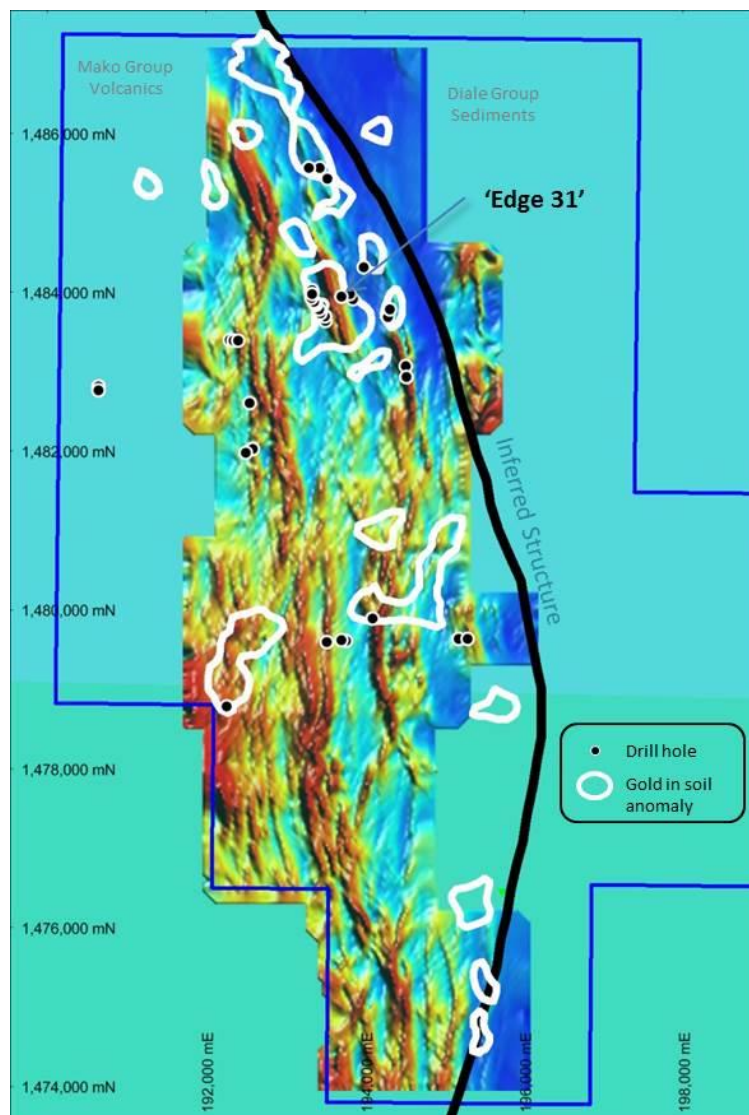 Mako Group
Volcanics
Diale Group
Sediments
1,486,000 mN
'Edge 31'
1,484,000 mN
1,482,000 mN
Inferred Structure
1,480,000 mN
1,478,000 mN
Drill hole
Gold in soil
anomaly
1,476,000 mN
1,474,000 mN
192,000 mE
194,000 mE
196,000 mE
198,000 mE